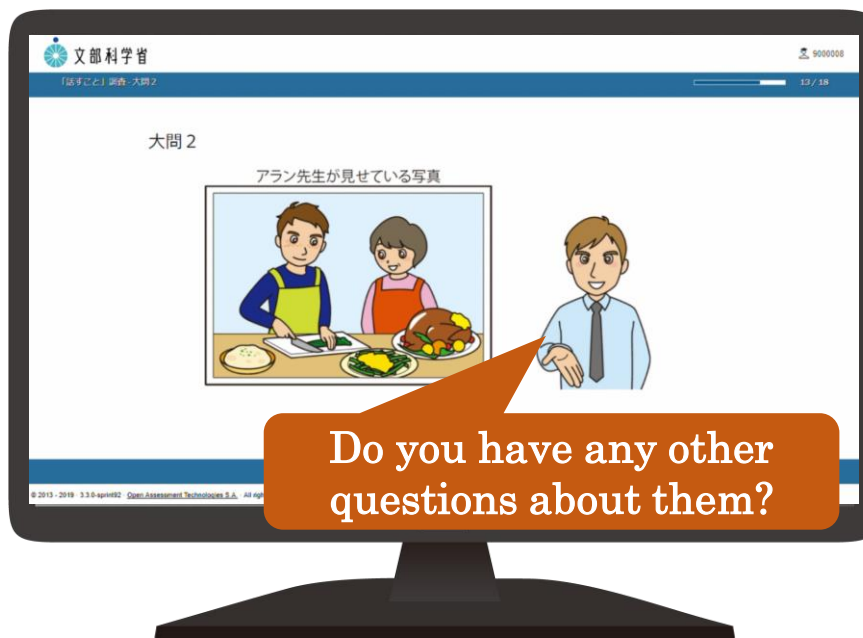 文部科学省
9000008
「話すこと」調査-大問2
13/18
大問2
アラン先生が見せている写真
Do you have any other
questions about them?
© 2013 - 2019 · 3.3.0-sprint92 · Open Assessment Technologies S.A. · All